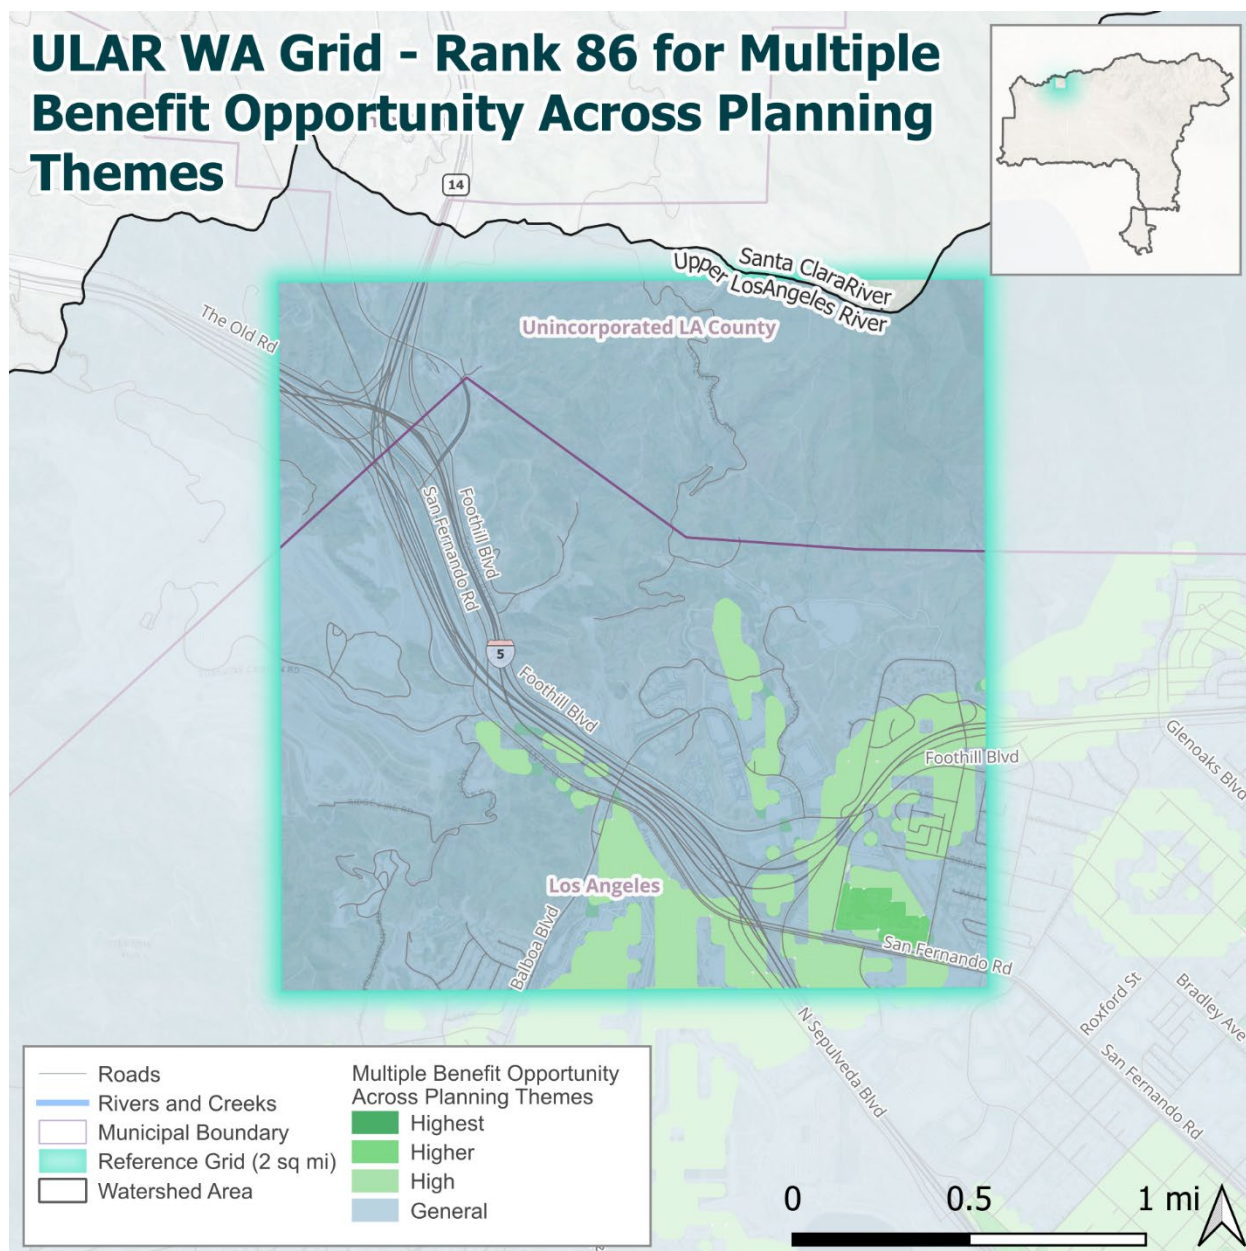 ULAR WA Grid - Rank 86 for Multiple
Benefit Opportunity Across Planning
Themes
14
Santa ClaraRiver
Upper LosAngeles River
The Old Rd
Unincorporated LA County
San Fernando Rd
Foothill Blvd
5
Foothill Blvd
Foothill Blvd
Glenoaks Blvd
Los Angeles
Balboa Blvd
San Fernando Rd
Roxford St
Bradley Ave
N Sepulveda Blvd
San Fernando Rd
Roads
Rivers and Creeks
Municipal Boundary
Reference Grid (2 sq mi)
Watershed Area
Multiple Benefit Opportunity
Across Planning Themes
Highest
Higher
High
General
0 0.5 1 mi